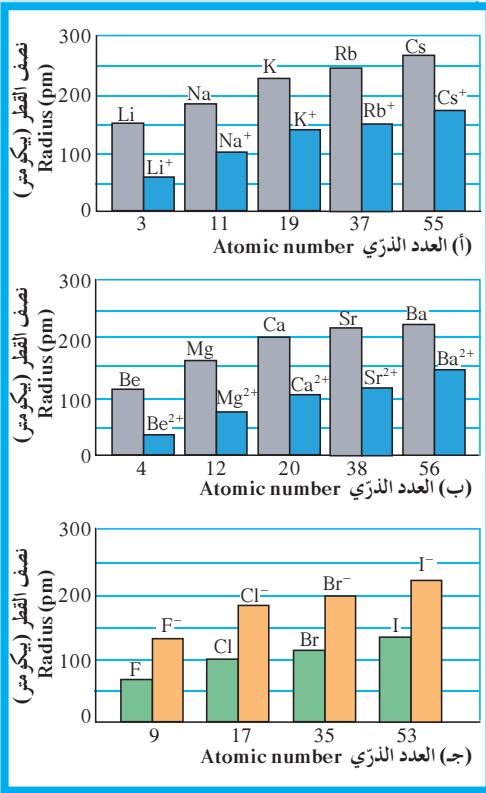 نصف القطر (بيكومتر)
Radius (pm)
300
200
100
0
Li
Li⁺
Na
Na⁺
K
K⁺
Rb
Rb⁺
Cs
Cs⁺
3 11 19 37 55
(أ) العدد الذرّي Atomic number
نصف القطر (بيكومتر)
Radius (pm)
300
200
100
0
Be
Be²⁺
Mg
Mg²⁺
Ca
Ca²⁺
Sr
Sr²⁺
Ba
Ba²⁺
4 12 20 38 56
(ب) العدد الذرّي Atomic number
نصف القطر (بيكومتر)
Radius (pm)
300
200
100
0
F
F⁻
Cl
Cl⁻
Br
Br⁻
I
I⁻
9 17 35 53
(جـ) العدد الذرّي Atomic number